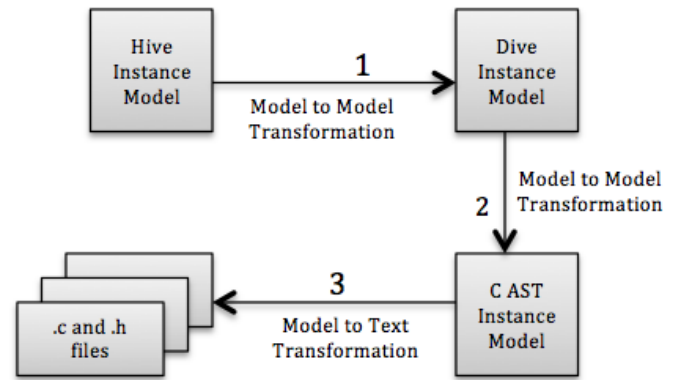 Hive
Instance
Model
1
Model to Model
Transformation
Dive
Instance
Model
2
Model to Model
Transformation
C AST
Instance
Model
3
Model to Text
Transformation
.c and .h
files